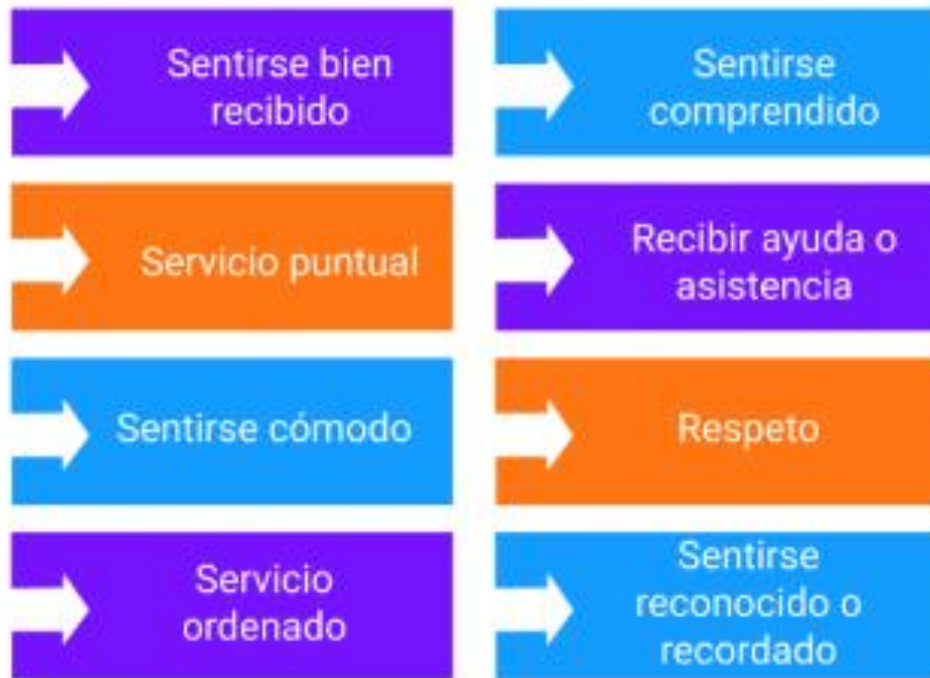 Sentirse bien
recibido
Sentirse
comprendido
Servicio puntual
Recibir ayuda o
asistencia
Sentirse cómodo
Respeto
Servicio
ordenado
Sentirse
reconocido o
recordado